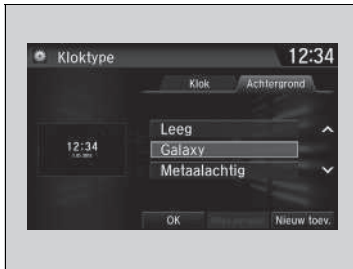 Kloktype 12:34
Klok Achtergrond
Leeg
12:34
Galaxy
Metaalachtig
OK Nieuw toev.